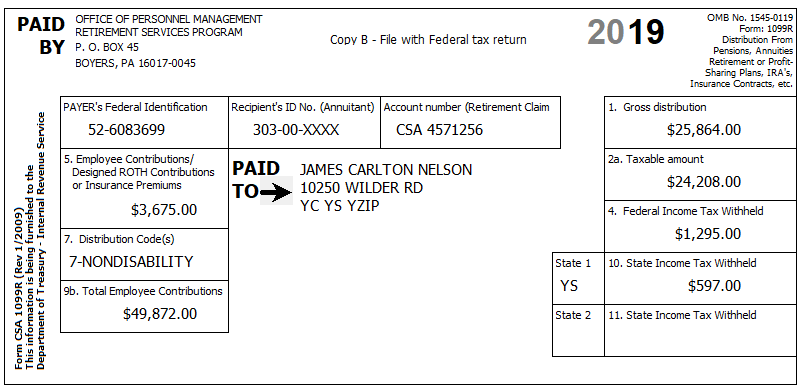 PAID BY
OFFICE OF PERSONNEL MANAGEMENT
RETIREMENT SERVICES PROGRAM
P. O. BOX 45
BOYERS, PA 16017-0045
Copy B - File with Federal tax return
2019
OMB No. 1545-0119
Form: 1099R
Distribution From
Pensions, Annuities
Retirement or Profit-
Sharing Plans, IRA's,
Insurance Contracts, etc.
PAYER's Federal Identification
52-6083699
Recipient's ID No. (Annuitant)
303-00-XXXX
Account number (Retirement Claim
CSA 4571256
1. Gross distribution
$25,864.00
5. Employee Contributions/
Designed ROTH Contributions
or Insurance Premiums
$3,675.00
PAID
TO
JAMES CARLTON NELSON
10250 WILDER RD
YC YS YZIP
2a. Taxable amount
$24,208.00
4. Federal Income Tax Withheld
$1,295.00
7. Distribution Code(s)
7-NONDISABILITY
9b. Total Employee Contributions
$49,872.00
State 1
YS
10. State Income Tax Withheld
$597.00
State 2
11. State Income Tax Withheld
Form CSA 1099R (Rev 1/2009)
This information is being furnished to the
Department of Treasury - Internal Revenue Service